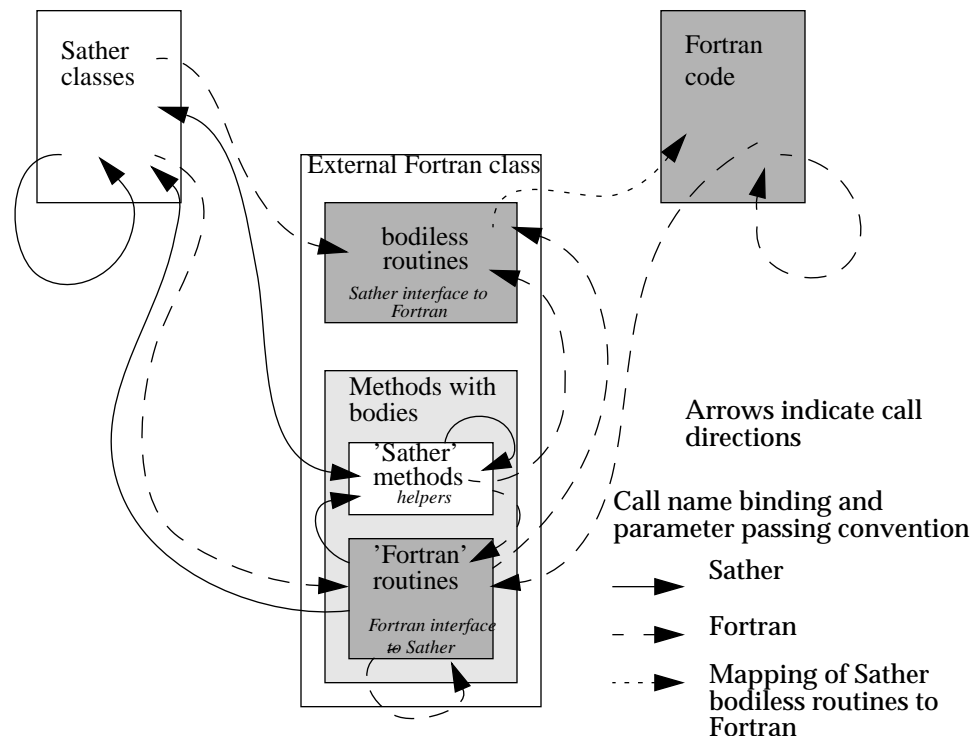 Sather
classes
Fortran
code
External Fortran class
bodiless
routines
Sather interface to
Fortran
Methods with
bodies
'Sather'
methods
helpers
'Fortran'
routines
Fortran interface
to Sather
Arrows indicate call
directions
Call name binding and
parameter passing convention
Sather
Fortran
Mapping of Sather
bodiless routines to
Fortran